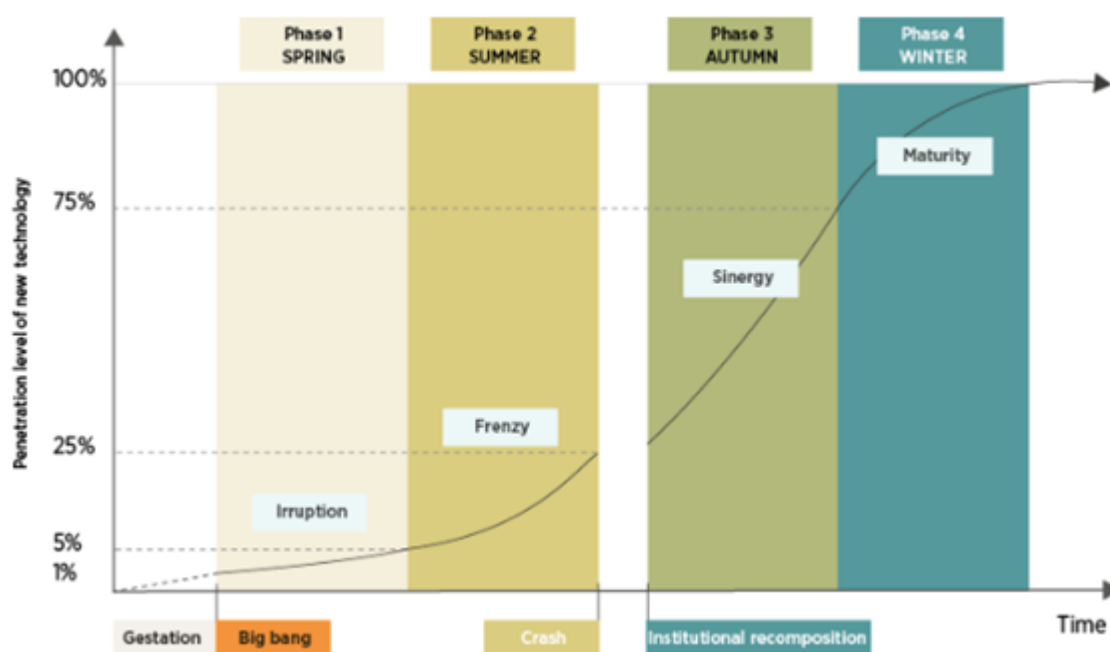 Phase 1
SPRING
Phase 2
SUMMER
Phase 3
AUTUMN
Phase 4
WINTER
100%
Maturity
75%
Penetration level of new technology
Sinergy
25%
Frenzy
Irruption
5%
1%
Time
Gestation
Big bang
Crash
Institutional recomposition